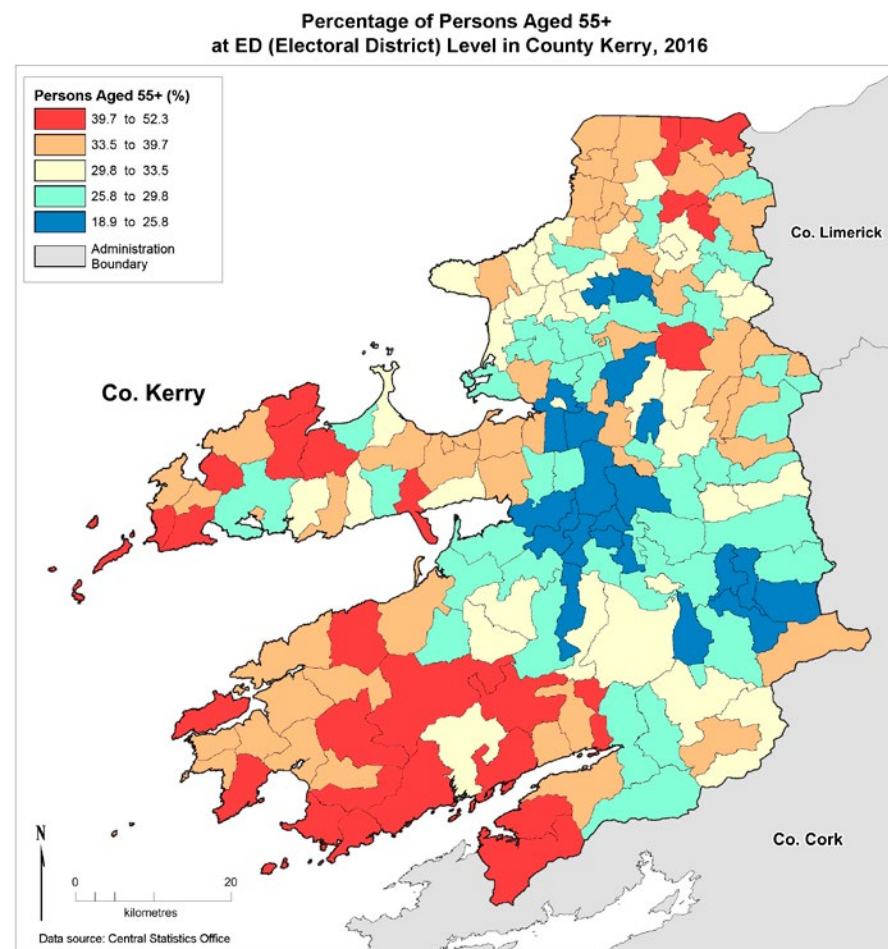 Percentage of Persons Aged 55+
at ED (Electoral District) Level in County Kerry, 2016
Persons Aged 55+ (%)
39.7 to 52.3
33.5 to 39.7
29.8 to 33.5
25.8 to 29.8
18.9 to 25.8
Administration
Boundary
Co. Limerick
Co. Kerry
Co. Cork
N
0 20
kilometres
Data source: Central Statistics Office